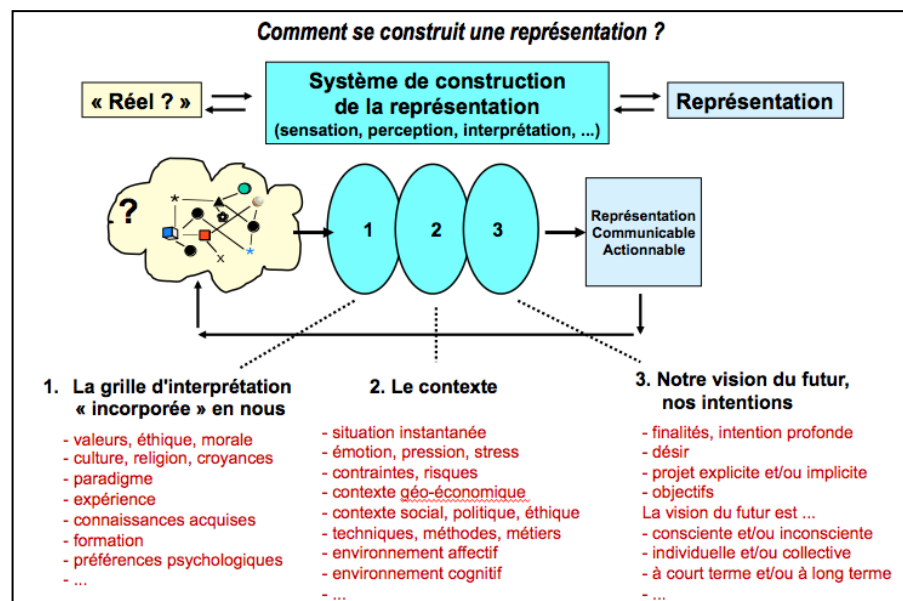 Comment se construit une représentation ?
« Réel ? »
Système de construction
de la représentation
(sensation, perception, interprétation, ...)
Représentation
?
*
*
x
1
2
3
Représentation
Communicable
Actionnable
1. La grille d'interprétation
« incorporée » en nous
- valeurs, éthique, morale
- culture, religion, croyances
- paradigme
- expérience
- connaissances acquises
- formation
- préférences psychologiques
- ...
2. Le contexte
- situation instantanée
- émotion, pression, stress
- contraintes, risques
- contexte géo-économique
- contexte social, politique, éthique
- techniques, méthodes, métiers
- environnement affectif
- environnement cognitif
- ...
3. Notre vision du futur,
nos intentions
- finalités, intention profonde
- désir
- projet explicite et/ou implicite
- objectifs
La vision du futur est ...
- consciente et/ou inconsciente
- individuelle et/ou collective
- à court terme et/ou à long terme
- ...